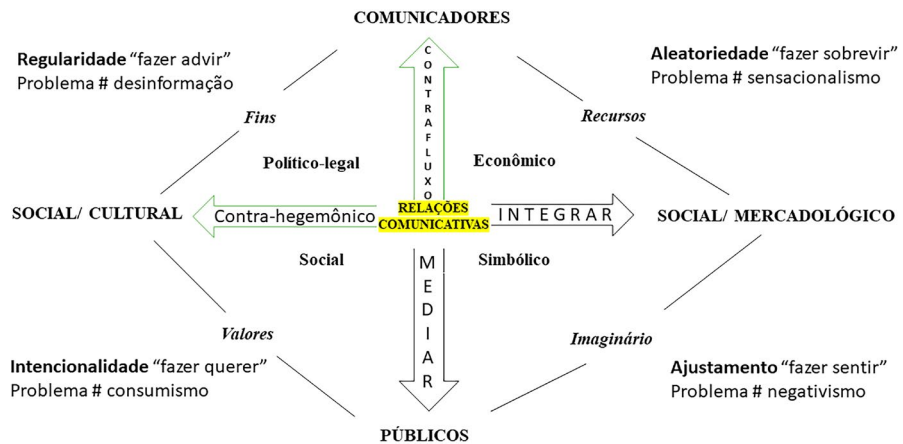 COMUNICADORES
Regularidade “fazer advir”
Problema # desinformação
Aleatoriedade “fazer sobrevir”
Problema # sensacionalismo
CONTRAFLUXO
Fins
Recursos
Político-legal
Econômico
SOCIAL/ CULTURAL
Contra-hegemônico
RELAÇÕES
COMUNICATIVAS
INTEGRAR
SOCIAL/ MERCADOLÓGICO
Social
Simbólico
MEDIAR
Valores
Imaginário
Intencionalidade “fazer querer”
Problema # consumismo
Ajustamento “fazer sentir”
Problema # negativismo
PÚBLICOS